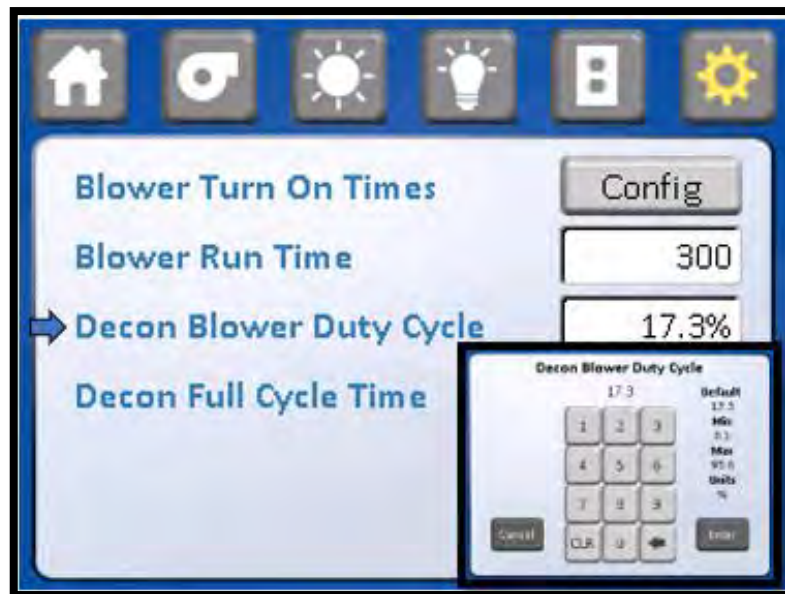 Blower Turn On Times
Config
Blower Run Time
300
Decon Blower Duty Cycle
17.3%
Decon Full Cycle Time
Decon Blower Duty Cycle
17.3
Default
17.3
Min
Max
Units
%
1 2 3
4 5 6
7 8 9
Cancel
CLR 0
Enter